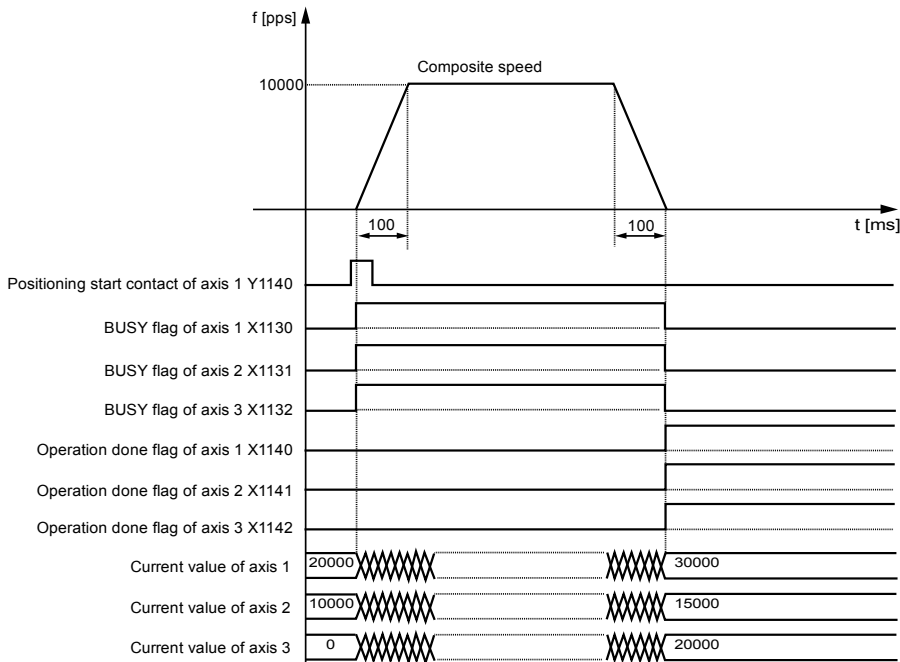 f [pps]
Composite speed
10000
100
100
t [ms]
Positioning start contact of axis 1 Y1140
BUSY flag of axis 1 X1130
BUSY flag of axis 2 X1131
BUSY flag of axis 3 X1132
Operation done flag of axis 1 X1140
Operation done flag of axis 2 X1141
Operation done flag of axis 3 X1142
Current value of axis 1 20000 30000
Current value of axis 2 10000 15000
Current value of axis 3 0 20000